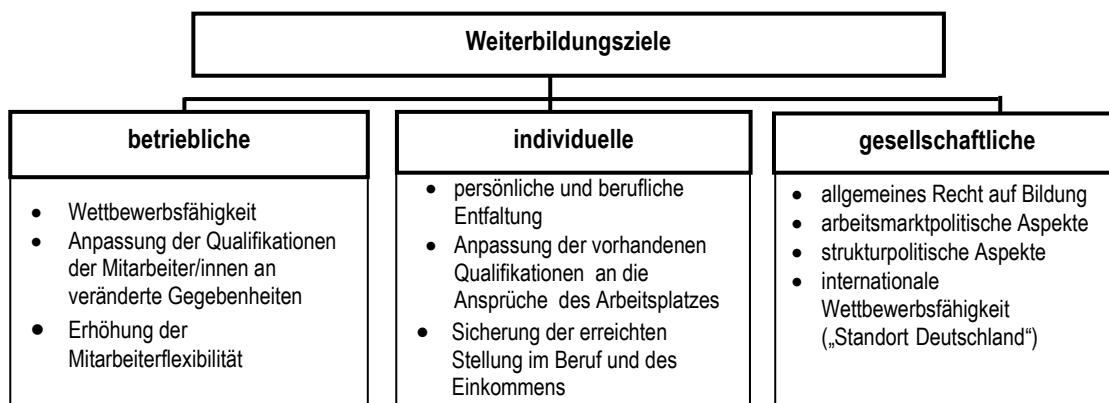 Weiterbildungsziele
betriebliche
• Wettbewerbsfähigkeit
• Anpassung der Qualifikationen
der Mitarbeiter/innen an
veränderte Gegebenheiten
• Erhöhung der
Mitarbeiterflexibilität
individuelle
• persönliche und berufliche
Entfaltung
• Anpassung der vorhandenen
Qualifikationen an die
Ansprüche des Arbeitsplatzes
• Sicherung der erreichten
Stellung im Beruf und des
Einkommens
gesellschaftliche
• allgemeines Recht auf Bildung
• arbeitsmarktpolitische Aspekte
• strukturpolitische Aspekte
• internationale
Wettbewerbsfähigkeit
(„Standort Deutschland“)